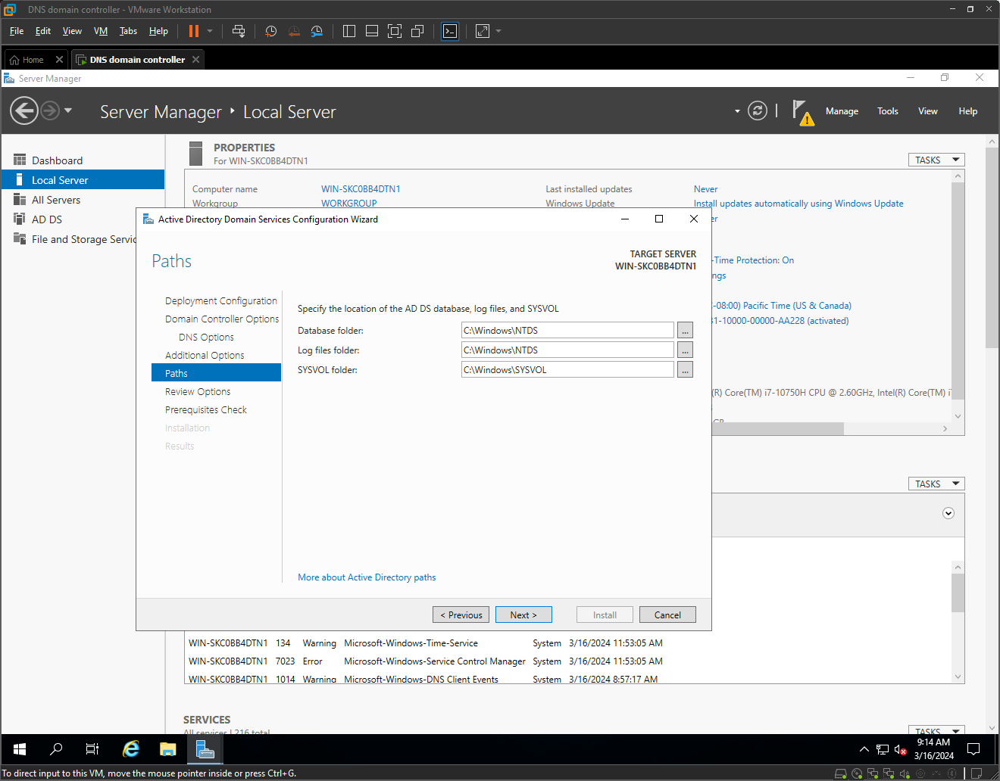 DNS domain controller - VMware Workstation
File Edit View VM Tabs Help
Home DNS domain controller
Server Manager
Server Manager Local Server
Manage Tools View Help
Dashboard
Local Server
All Servers
AD DS
File and Storage Servic
PROPERTIES
For WIN-SKC0BB4DTN1
TASKS
Computer name WIN-SKC0BB4DTN1 Last installed updates Never
Workgroup WORKGROUP Windows Update Install updates automatically using Windows Update
er
-Time Protection: On
ngs
-08:00) Pacific Time (US & Canada)
31-10000-00000-AA228 (activated)
(R) Core(TM) i7-10750H CPU @ 2.60GHz, Intel(R) Core(TM) i7
GB
Active Directory Domain Services Configuration Wizard
Paths
TARGET SERVER
WIN-SKC0BB4DTN1
Deployment Configuration
Domain Controller Options
DNS Options
Additional Options
Paths
Review Options
Prerequisites Check
Installation
Results
Specify the location of the AD DS database, log files, and SYSVOL
Database folder: C:\Windows\NTDS ...
Log files folder: C:\Windows\NTDS ...
SYSVOL folder: C:\Windows\SYSVOL ...
More about Active Directory paths
< Previous Next > Install Cancel
TASKS
WIN-SKC0BB4DTN1 134 Warning Microsoft-Windows-Time-Service System 3/16/2024 11:53:05 AM
WIN-SKC0BB4DTN1 7023 Error Microsoft-Windows-Service Control Manager System 3/16/2024 11:53:05 AM
WIN-SKC0BB4DTN1 1014 Warning Microsoft-Windows-DNS Client Events System 3/16/2024 8:57:17 AM
SERVICES
All services | 216 total
TASKS
9:14 AM
3/16/2024
To direct input to this VM, move the mouse pointer inside or press Ctrl+G.